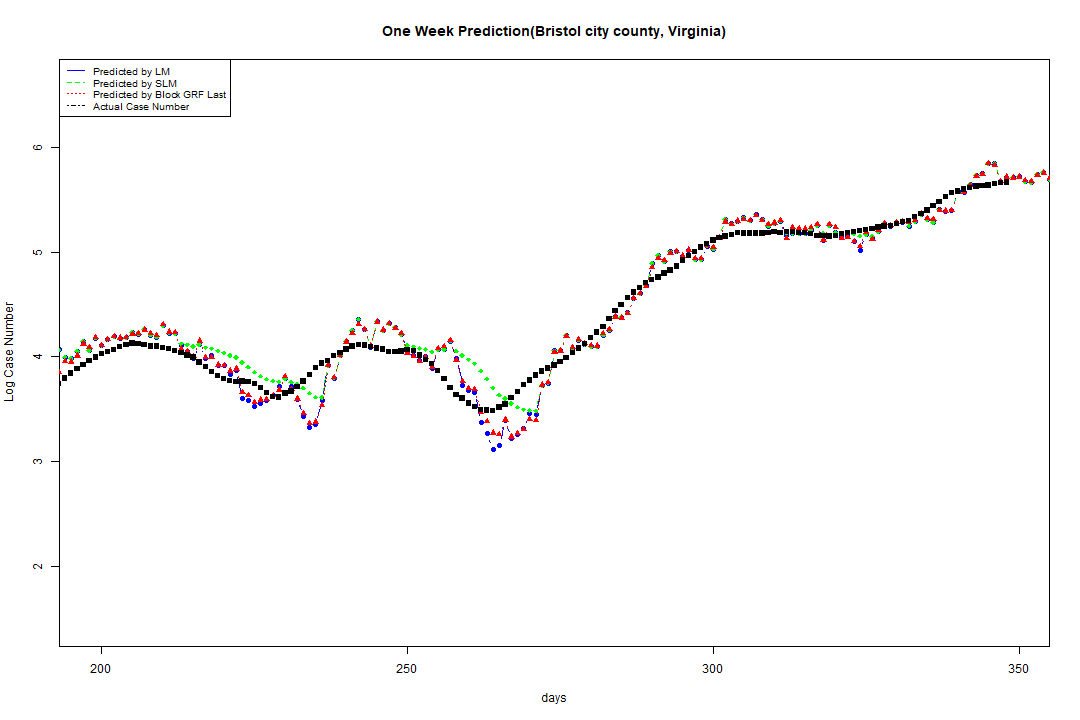 One Week Prediction(Bristol city county, Virginia)
Predicted by LM
Predicted by SLM
Predicted by Block GRF Last
Actual Case Number
6
5
4
3
2
Log Case Number
200
250
300
350
days